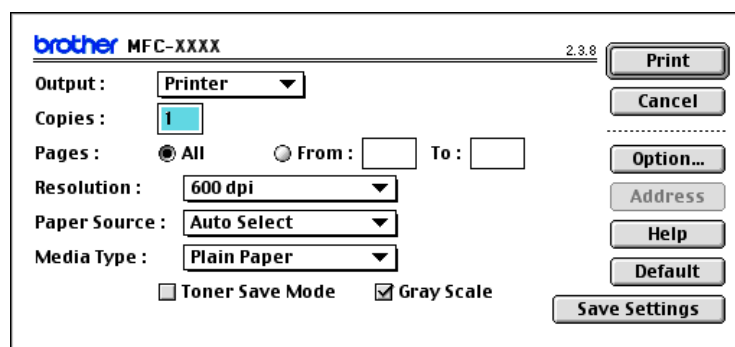 brother MFC-XXXX 2.3.8
Print
Output : Printer
Cancel
Copies : 1
Pages : All From : To :
Option...
Resolution : 600 dpi
Address
Paper Source : Auto Select
Help
Media Type : Plain Paper
Default
Toner Save Mode Gray Scale
Save Settings